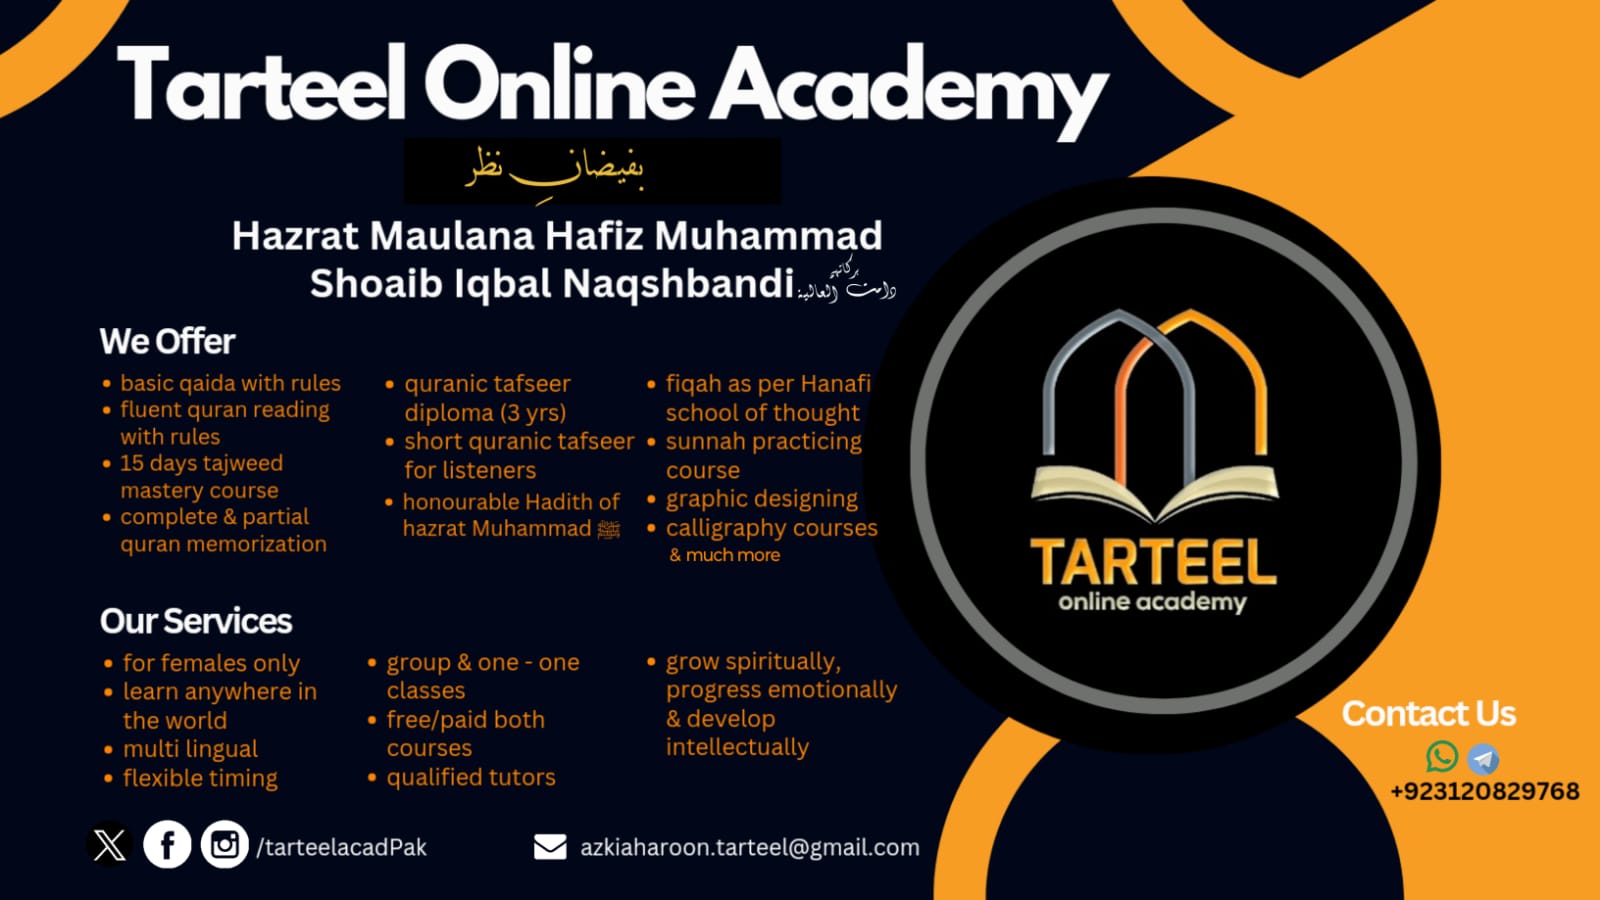 Tarteel Online Academy
بفیضانِ نظر
Hazrat Maulana Hafiz Muhammad
Shoaib Iqbal Naqshbandi دامت برکاتہم العالیہ
We Offer
• basic qaida with rules
• fluent quran reading
with rules
• 15 days tajweed
mastery course
• complete & partial
quran memorization
• quranic tafseer
diploma (3 yrs)
• short quranic tafseer
for listeners
• honourable Hadith of
hazrat Muhammad ﷺ
• fiqah as per Hanafi
school of thought
• sunnah practicing
course
• graphic designing
• calligraphy courses
& much more
Our Services
• for females only
• learn anywhere in
the world
• multi lingual
• flexible timing
• group & one - one
classes
• free/paid both
courses
• qualified tutors
• grow spiritually,
progress emotionally
& develop
intellectually
/tarteelacadPak
azkiaharoon.tarteel@gmail.com
TARTEEL
online academy
Contact Us
+923120829768